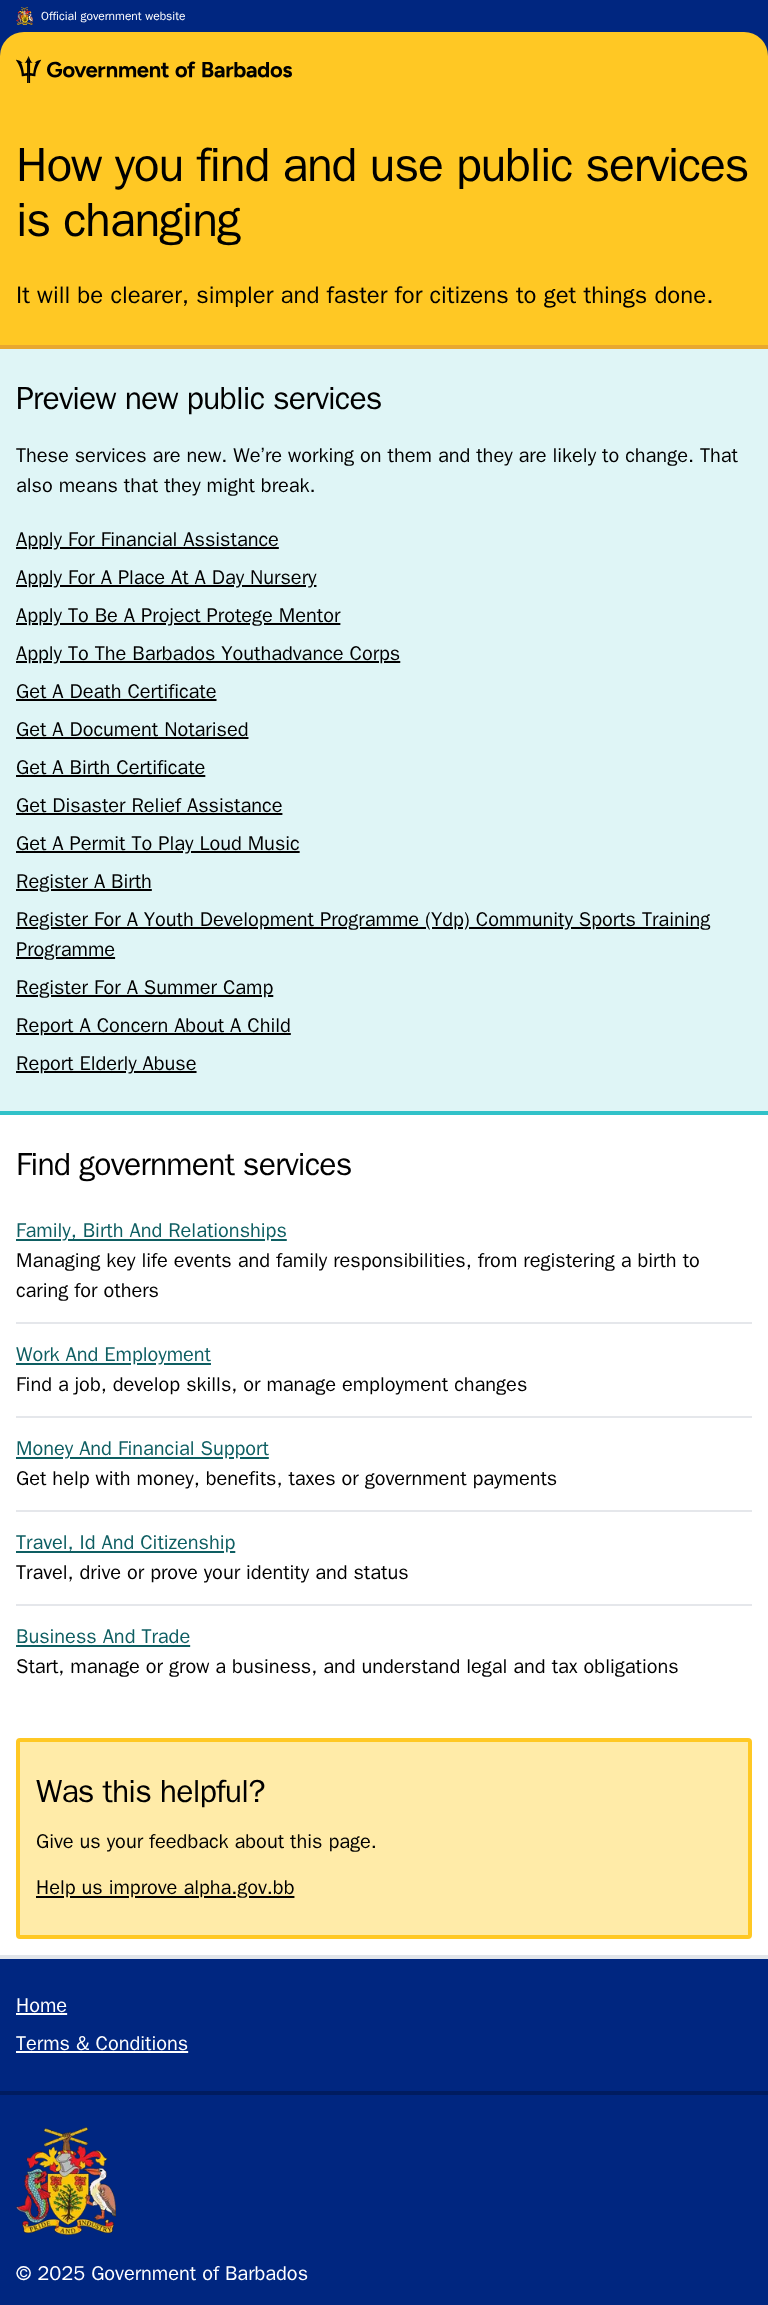 Official government website
Government of Barbados
How you find and use public services
is changing
It will be clearer, simpler and faster for citizens to get things done.
Preview new public services
These services are new. We’re working on them and they are likely to change. That
also means that they might break.
Apply For Financial Assistance
Apply For A Place At A Day Nursery
Apply To Be A Project Protege Mentor
Apply To The Barbados Youthadvance Corps
Get A Death Certificate
Get A Document Notarised
Get A Birth Certificate
Get Disaster Relief Assistance
Get A Permit To Play Loud Music
Register A Birth
Register For A Youth Development Programme (Ydp) Community Sports Training
Programme
Register For A Summer Camp
Report A Concern About A Child
Report Elderly Abuse
Find government services
Family, Birth And Relationships
Managing key life events and family responsibilities, from registering a birth to
caring for others
Work And Employment
Find a job, develop skills, or manage employment changes
Money And Financial Support
Get help with money, benefits, taxes or government payments
Travel, Id And Citizenship
Travel, drive or prove your identity and status
Business And Trade
Start, manage or grow a business, and understand legal and tax obligations
Was this helpful?
Give us your feedback about this page.
Help us improve alpha.gov.bb
Home
Terms & Conditions
PRIDE AND INDUSTRY
© 2025 Government of Barbados